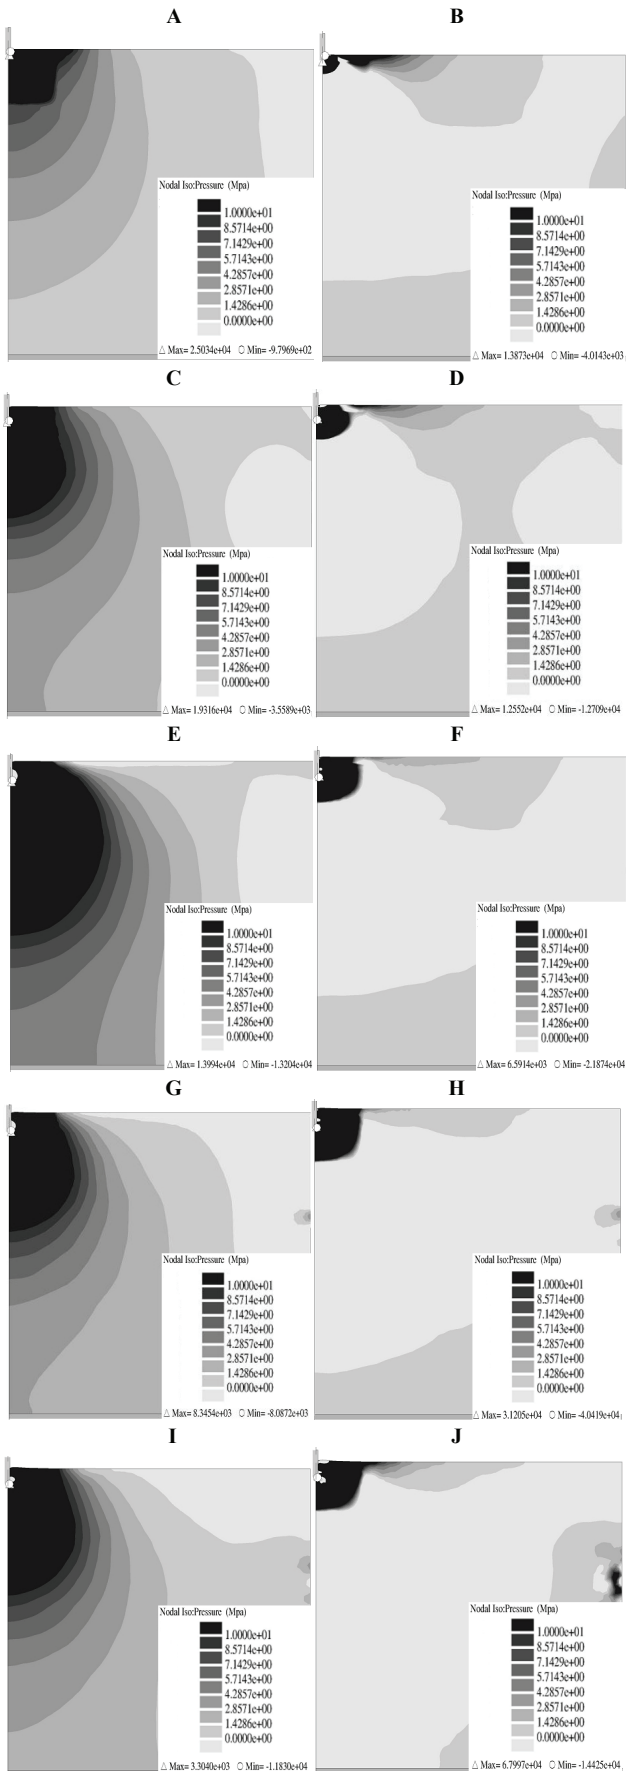 A
Nodal Iso:Pressure (Mpa)
1.0000e+01
8.5714e+00
7.1429e+00
5.7143e+00
4.2857e+00
2.8571e+00
1.4286e+00
0.0000e+00
△ Max= 2.5034e+04 ○ Min= -9.7969e+02
B
Nodal Iso:Pressure (Mpa)
1.0000e+01
8.5714e+00
7.1429e+00
5.7143e+00
4.2857e+00
2.8571e+00
1.4286e+00
0.0000e+00
△ Max= 1.3873e+04 ○ Min= -4.0143e+03
C
Nodal Iso:Pressure (Mpa)
1.0000e+01
8.5714e+00
7.1429e+00
5.7143e+00
4.2857e+00
2.8571e+00
1.4286e+00
0.0000e+00
△ Max= 1.9316e+04 ○ Min= -3.5589e+03
D
Nodal Iso:Pressure (Mpa)
1.0000e+01
8.5714e+00
7.1429e+00
5.7143e+00
4.2857e+00
2.8571e+00
1.4286e+00
0.0000e+00
△ Max= 1.2552e+04 ○ Min= -1.2709e+04
E
Nodal Iso:Pressure (Mpa)
1.0000e+01
8.5714e+00
7.1429e+00
5.7143e+00
4.2857e+00
2.8571e+00
1.4286e+00
0.0000e+00
△ Max= 1.3994e+04 ○ Min= -1.3204e+04
F
Nodal Iso:Pressure (Mpa)
1.0000e+01
8.5714e+00
7.1429e+00
5.7143e+00
4.2857e+00
2.8571e+00
1.4286e+00
0.0000e+00
△ Max= 6.5914e+03 ○ Min= -2.1874e+04
G
Nodal Iso:Pressure (Mpa)
1.0000e+01
8.5714e+00
7.1429e+00
5.7143e+00
4.2857e+00
2.8571e+00
1.4286e+00
0.0000e+00
△ Max= 8.3454e+03 ○ Min= -8.0872e+03
H
Nodal Iso:Pressure (Mpa)
1.0000e+01
8.5714e+00
7.1429e+00
5.7143e+00
4.2857e+00
2.8571e+00
1.4286e+00
0.0000e+00
△ Max= 3.1205e+04 ○ Min= -4.0419e+04
I
Nodal Iso:Pressure (Mpa)
1.0000e+01
8.5714e+00
7.1429e+00
5.7143e+00
4.2857e+00
2.8571e+00
1.4286e+00
0.0000e+00
△ Max= 3.3040e+03 ○ Min= -1.1830e+04
J
Nodal Iso:Pressure (Mpa)
1.0000e+01
8.5714e+00
7.1429e+00
5.7143e+00
4.2857e+00
2.8571e+00
1.4286e+00
0.0000e+00
△ Max= 6.7997e+04 ○ Min= -1.4425e+04